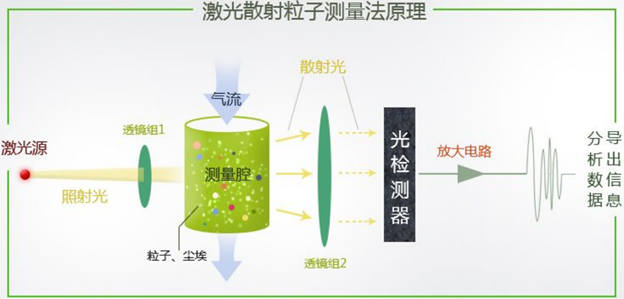 激光散射粒子测量法原理
气流
散射光
透镜组1
激光源
照射光
测量腔
粒子、尘埃
透镜组2
光检测器
放大电路
导出信息
分析数据